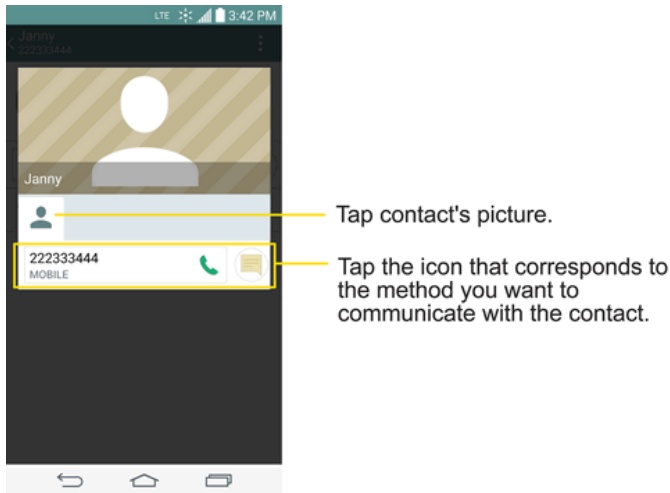 LTE 3:42 PM
Janny
222333444
Janny
Tap contact's picture.
222333444
MOBILE
Tap the icon that corresponds to
the method you want to
communicate with the contact.